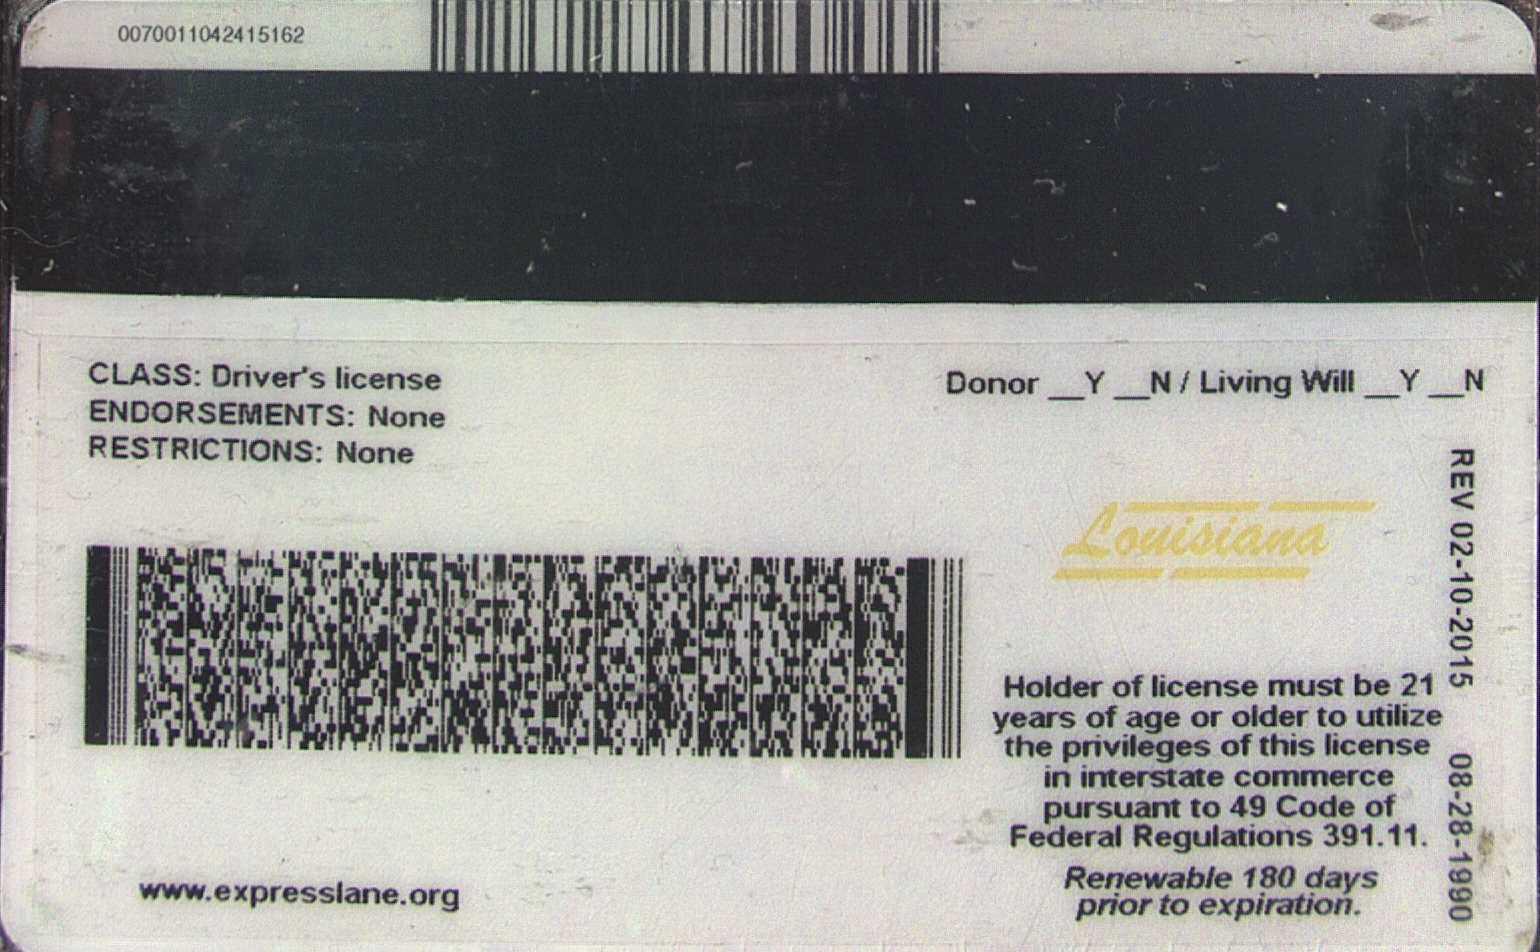 0070011042415162
CLASS: Driver's license
ENDORSEMENTS: None
RESTRICTIONS: None
Donor __Y __N / Living Will __Y __N
Louisiana
REV 02-10-2015
08-28-1990
Holder of license must be 21
years of age or older to utilize
the privileges of this license
in interstate commerce
pursuant to 49 Code of
Federal Regulations 391.11.
Renewable 180 days
prior to expiration.
www.expresslane.org